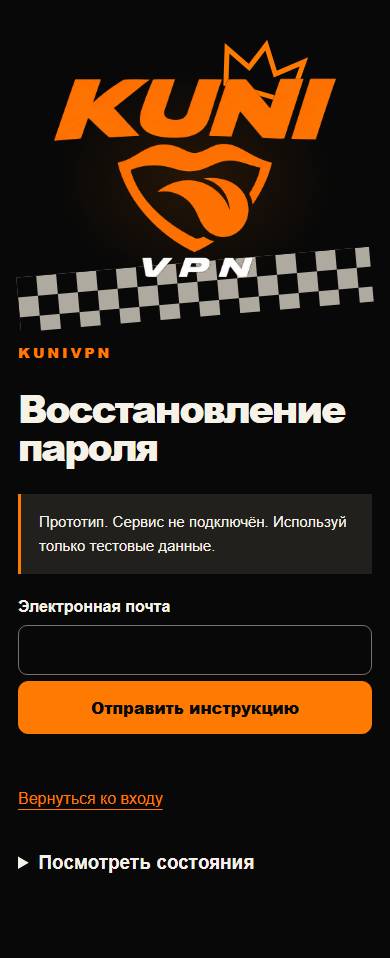 KUNI
VPN
KUNIVPN
Восстановление
пароля
Прототип. Сервис не подключён. Используй
только тестовые данные.
Электронная почта
Отправить инструкцию
Вернуться ко входу
Посмотреть состояния